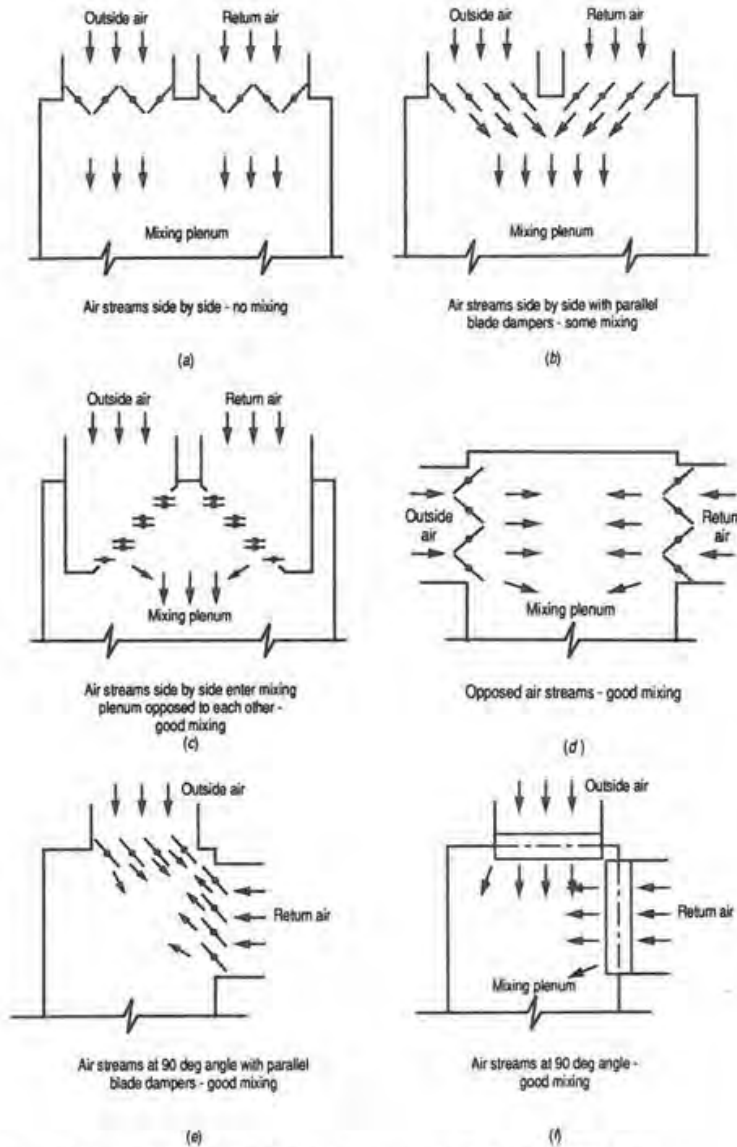 Outside air Return air
Mixing plenum
Air streams side by side - no mixing
(a)
Outside air Return air
Mixing plenum
Air streams side by side with parallel
blade dampers - some mixing
(b)
Outside air Return air
Mixing plenum
Air streams side by side enter mixing
plenum opposed to each other -
good mixing
(c)
Outside
air
Return
air
Mixing plenum
Opposed air streams - good mixing
(d)
Outside air
Return air
Air streams at 90 deg angle with parallel
blade dampers - good mixing
(e)
Outside air
Return air
Mixing plenum
Air streams at 90 deg angle -
good mixing
(f)